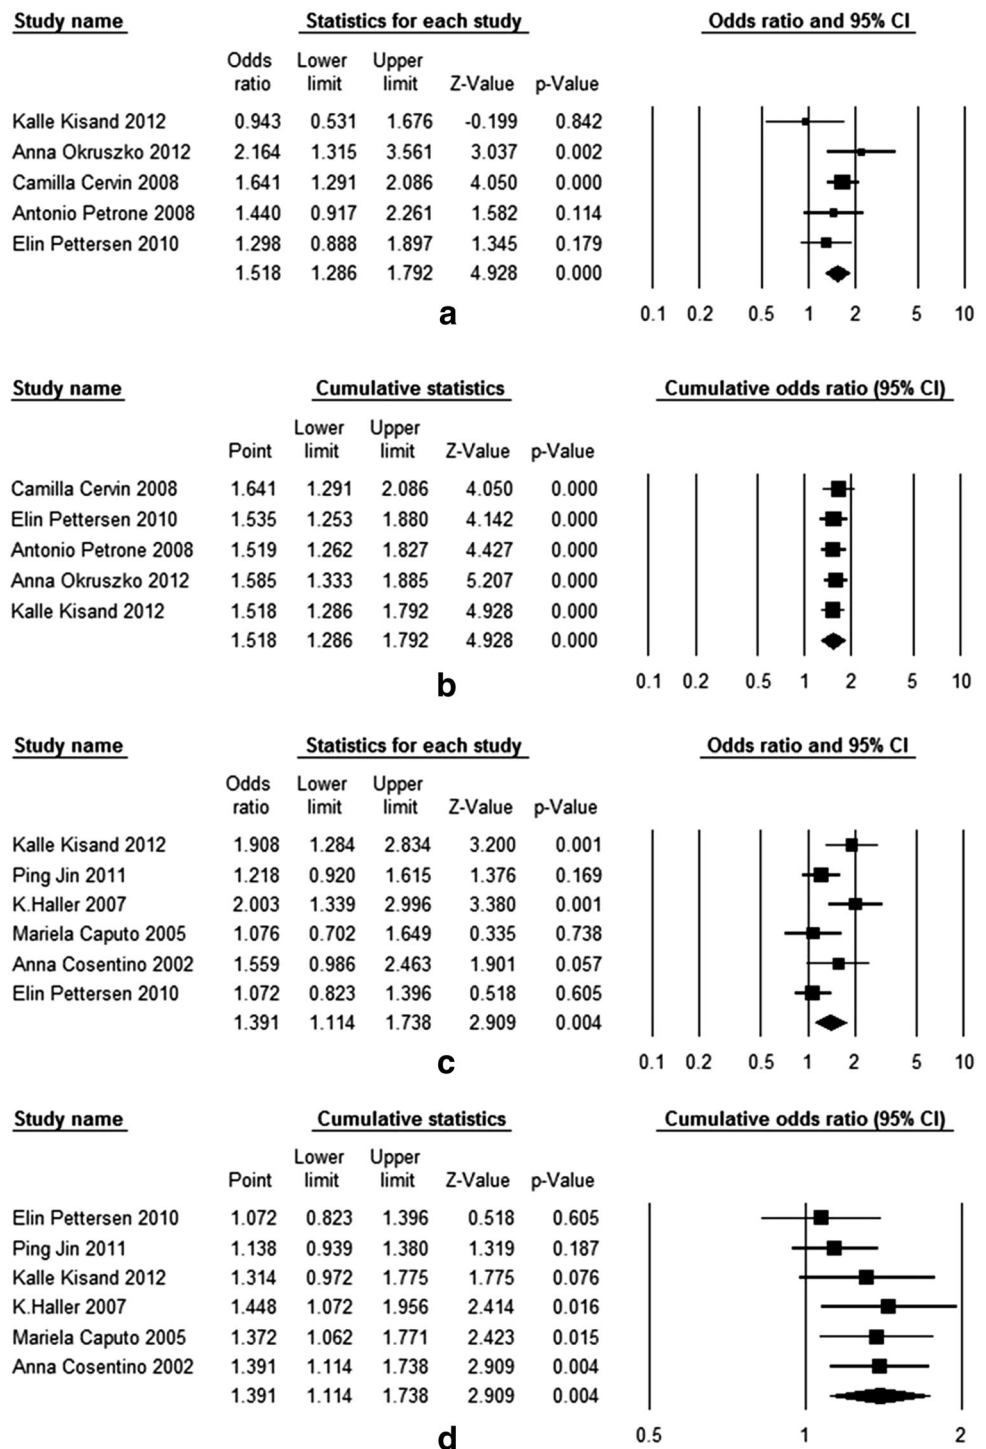 Study name Statistics for each study Odds ratio and 95% CI
Odds Lower Upper
ratio limit limit Z-Value p-Value
Kalle Kisand 2012 0.943 0.531 1.676 -0.199 0.842
Anna Okruszko 2012 2.164 1.315 3.561 3.037 0.002
Camilla Cervin 2008 1.641 1.291 2.086 4.050 0.000
Antonio Petrone 2008 1.440 0.917 2.261 1.582 0.114
Elin Pettersen 2010 1.298 0.888 1.897 1.345 0.179
1.518 1.286 1.792 4.928 0.000
0.1 0.2 0.5 1 2 5 10
a
Study name Cumulative statistics Cumulative odds ratio (95% CI)
Lower Upper
Point limit limit Z-Value p-Value
Camilla Cervin 2008 1.641 1.291 2.086 4.050 0.000
Elin Pettersen 2010 1.535 1.253 1.880 4.142 0.000
Antonio Petrone 2008 1.519 1.262 1.827 4.427 0.000
Anna Okruszko 2012 1.585 1.333 1.885 5.207 0.000
Kalle Kisand 2012 1.518 1.286 1.792 4.928 0.000
1.518 1.286 1.792 4.928 0.000
0.1 0.2 0.5 1 2 5 10
b
Study name Statistics for each study Odds ratio and 95% CI
Odds Lower Upper
ratio limit limit Z-Value p-Value
Kalle Kisand 2012 1.908 1.284 2.834 3.200 0.001
Ping Jin 2011 1.218 0.920 1.615 1.376 0.169
K.Haller 2007 2.003 1.339 2.996 3.380 0.001
Mariela Caputo 2005 1.076 0.702 1.649 0.335 0.738
Anna Cosentino 2002 1.559 0.986 2.463 1.901 0.057
Elin Pettersen 2010 1.072 0.823 1.396 0.518 0.605
1.391 1.114 1.738 2.909 0.004
0.1 0.2 0.5 1 2 5 10
c
Study name Cumulative statistics Cumulative odds ratio (95% CI)
Lower Upper
Point limit limit Z-Value p-Value
Elin Pettersen 2010 1.072 0.823 1.396 0.518 0.605
Ping Jin 2011 1.138 0.939 1.380 1.319 0.187
Kalle Kisand 2012 1.314 0.972 1.775 1.775 0.076
K.Haller 2007 1.448 1.072 1.956 2.414 0.016
Mariela Caputo 2005 1.372 1.062 1.771 2.423 0.015
Anna Cosentino 2002 1.391 1.114 1.738 2.909 0.004
1.391 1.114 1.738 2.909 0.004
0.5 1 2
d